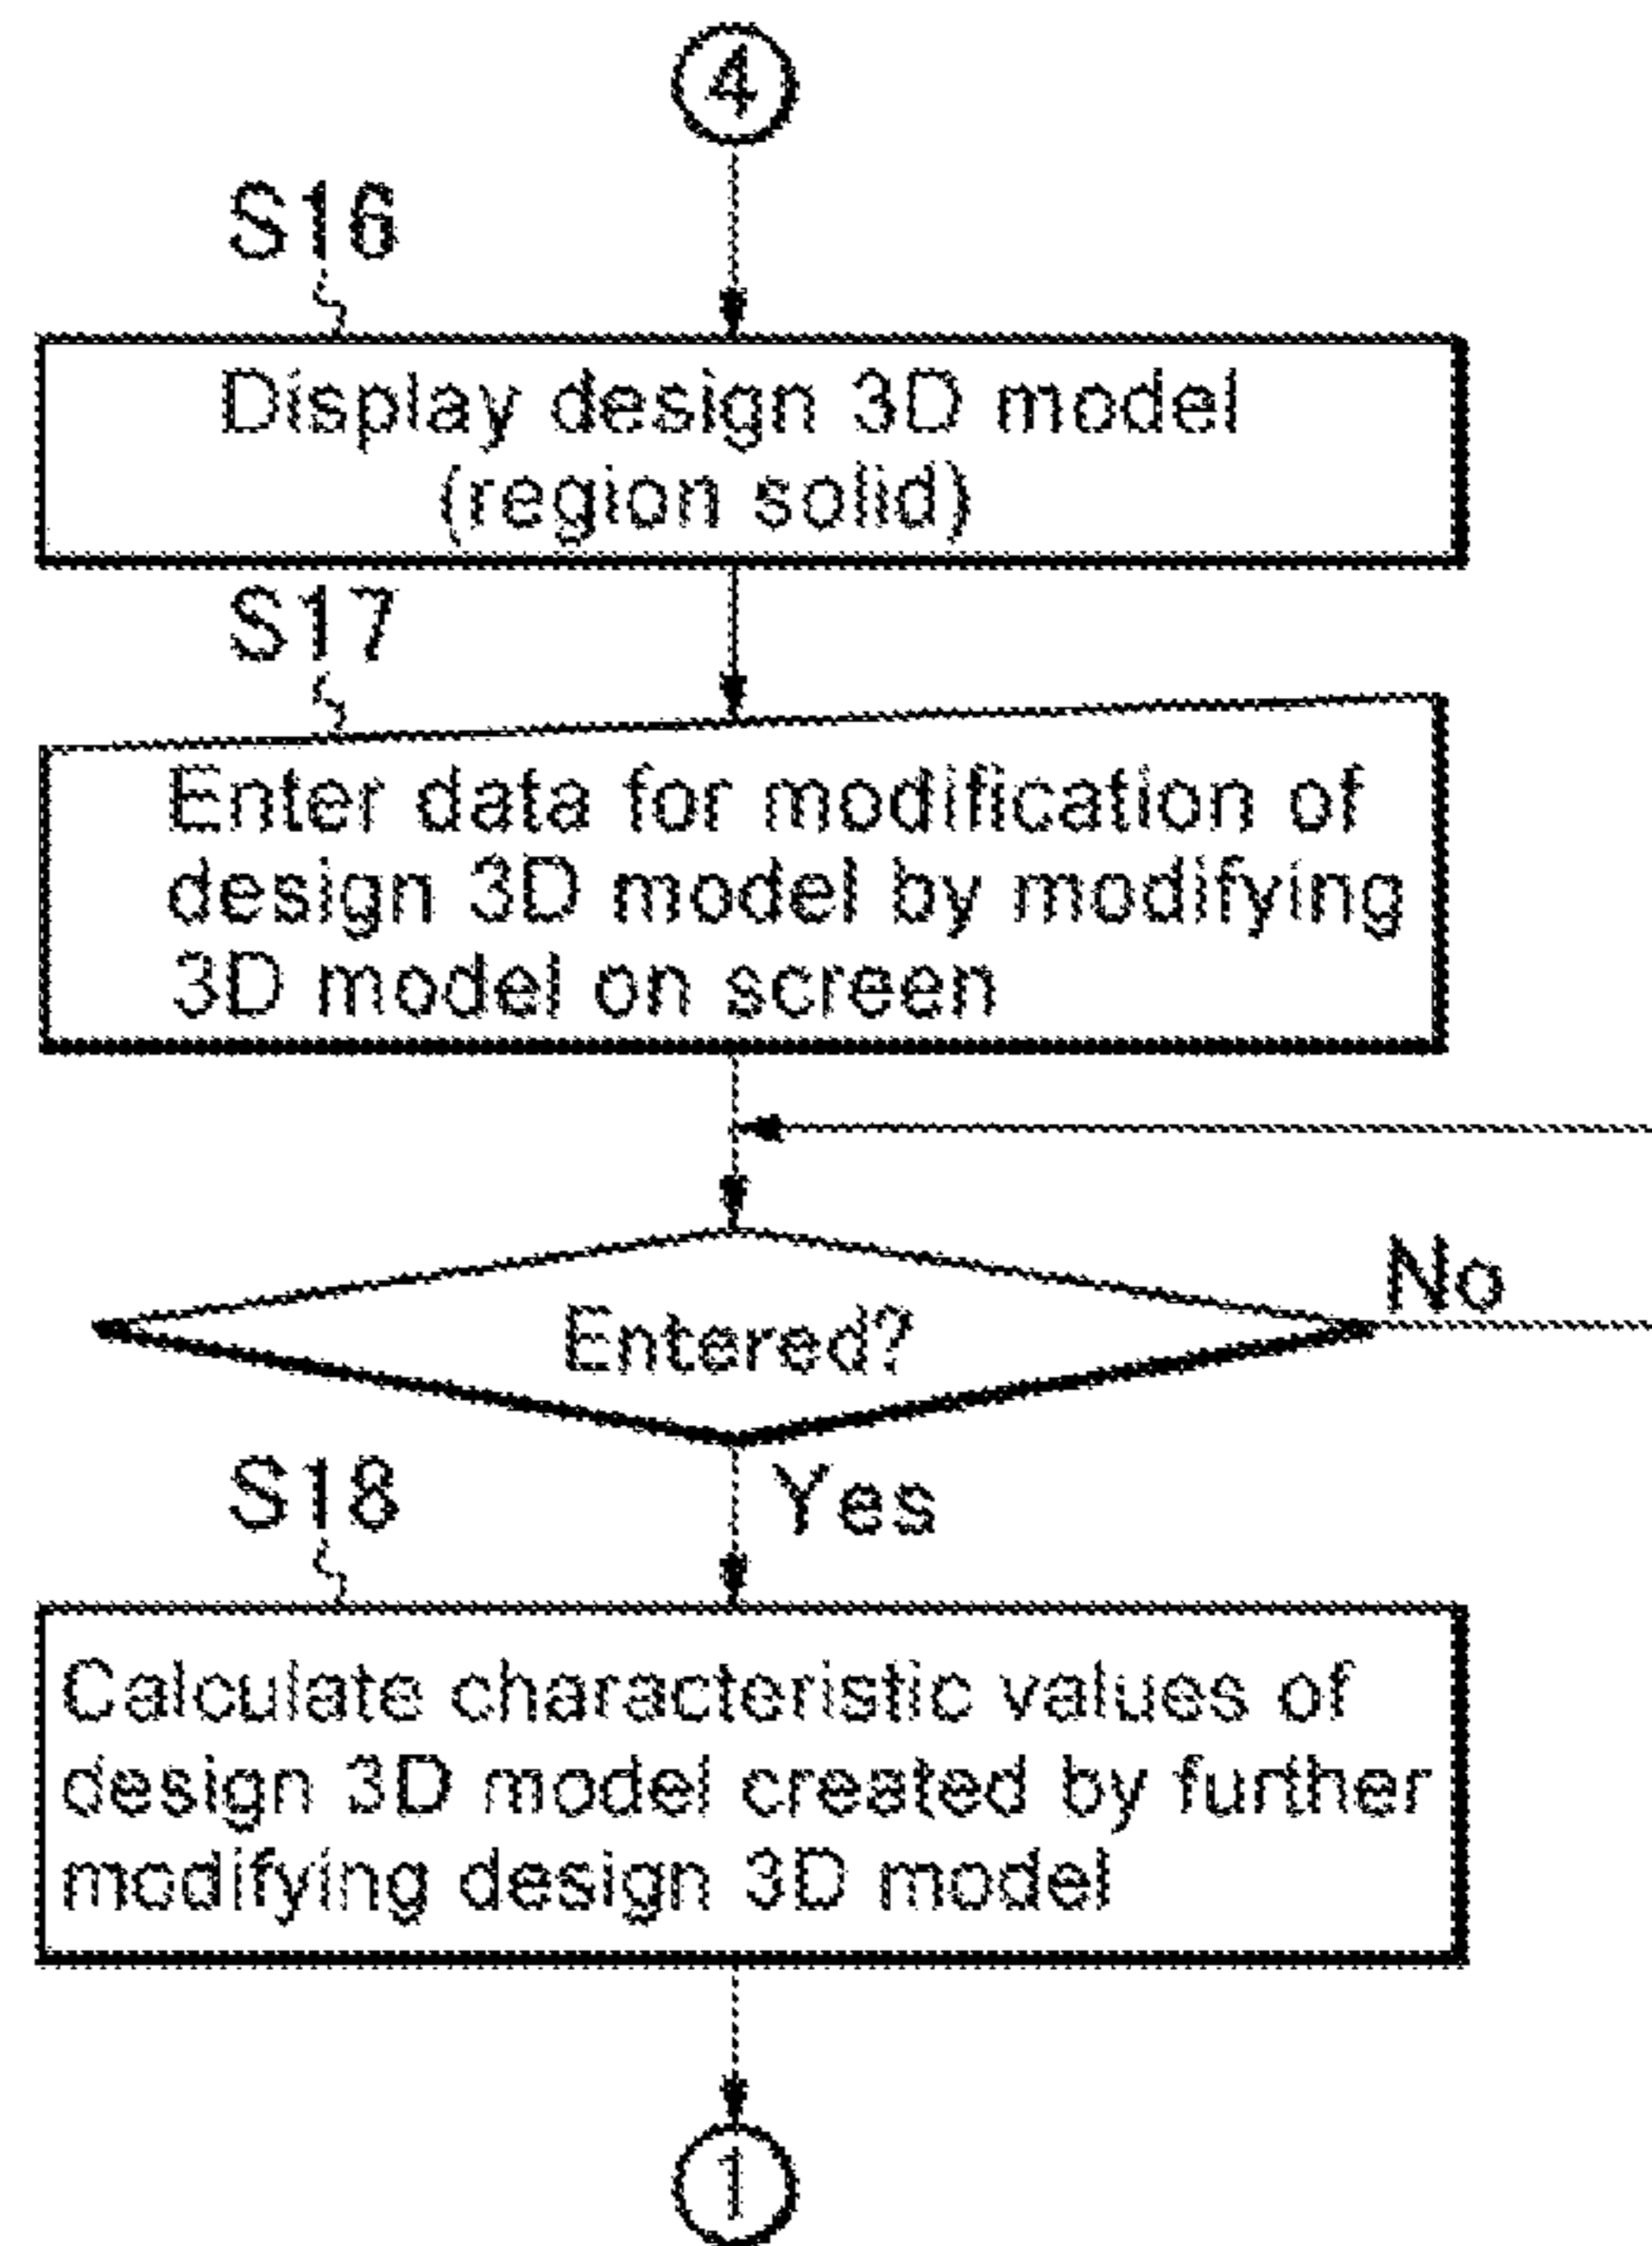 4
S16
Display design 3D model
(region solid)
S17
Enter data for modification of
design 3D model by modifying
3D model on screen
No
Entered?
S18
Yes
Calculate characteristic values of
design 3D model created by further
modifying design 3D model
1